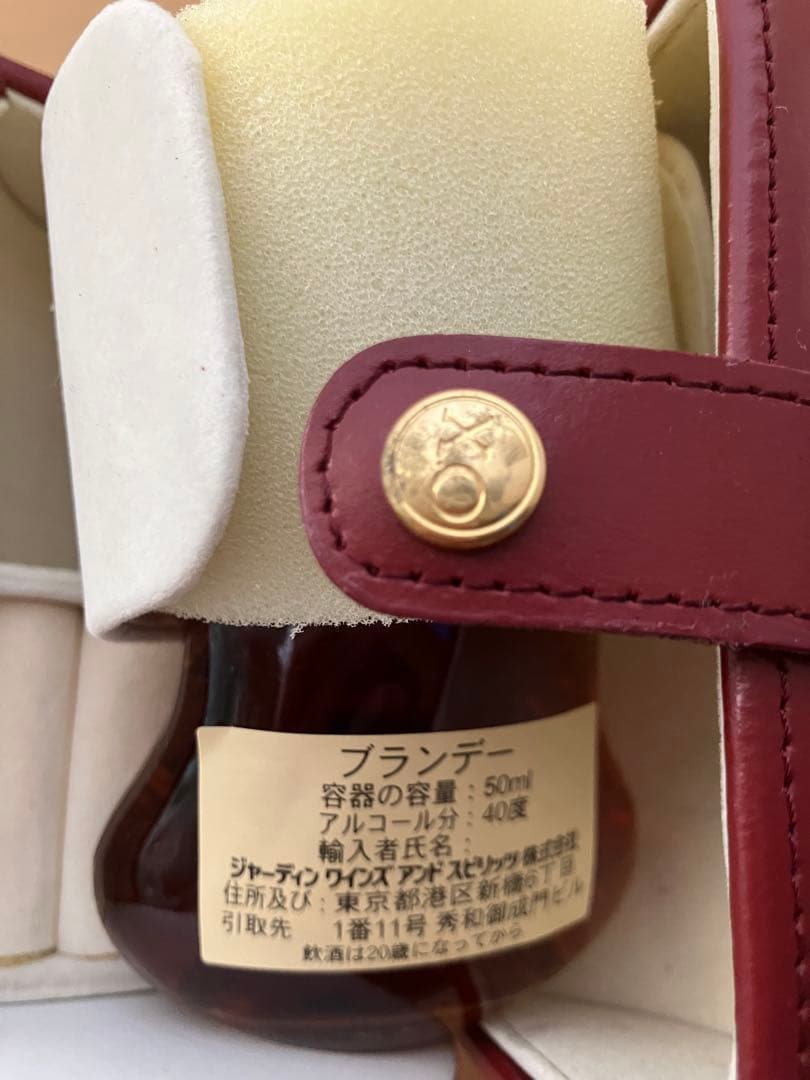 XO
ブランデー
容器の容量：50ml
アルコール分：40度
輸入者氏名：
ジャーディン ワインズ アンド スピリッツ 株式会社
住所及び：東京都港区新橋6丁目
引取先　1番11号 秀和御成門ビル
飲酒は20歳になってから